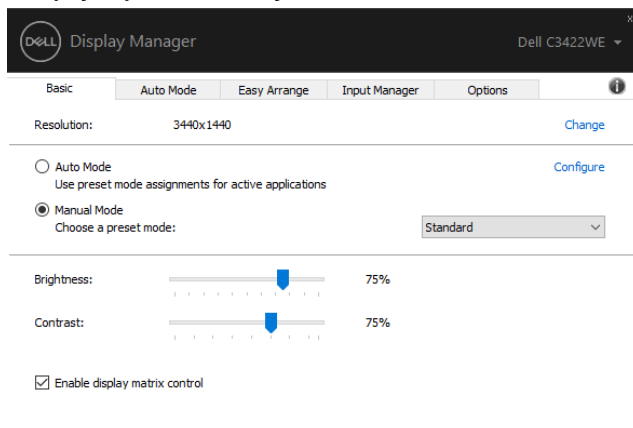 DELL Display Manager Dell C3422WE
Basic Auto Mode Easy Arrange Input Manager Options
Resolution: 3440x1440 Change
Auto Mode Configure
Use preset mode assignments for active applications
Manual Mode
Choose a preset mode: Standard
Brightness: 75%
Contrast: 75%
Enable display matrix control